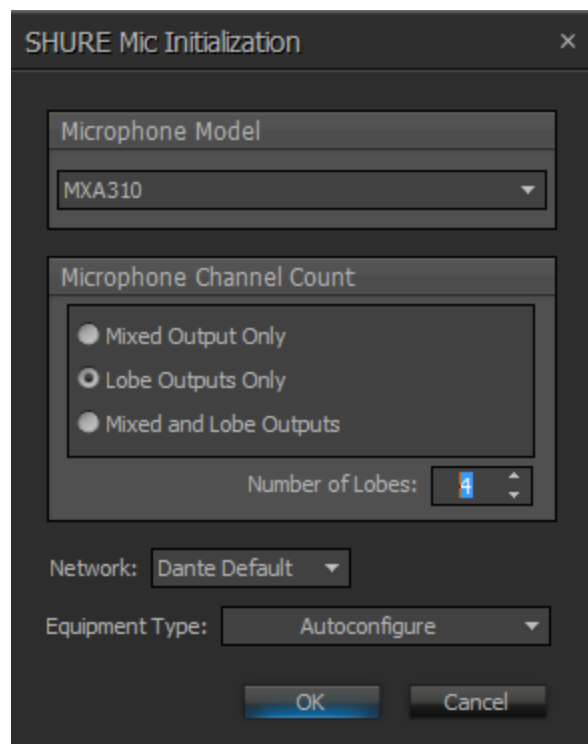 SHURE Mic Initialization
Microphone Model
MXA310
Microphone Channel Count
Mixed Output Only
Lobe Outputs Only
Mixed and Lobe Outputs
Number of Lobes: 4
Network: Dante Default
Equipment Type: Autoconfigure
OK Cancel